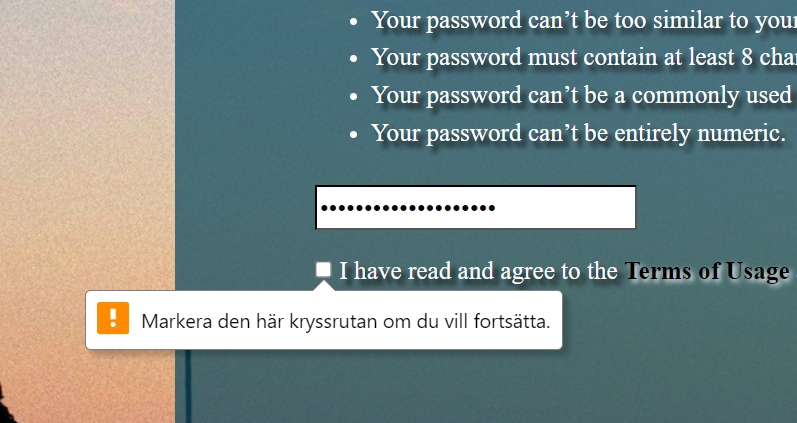 Your password can’t be too similar to your
Your password must contain at least 8
Your password can’t be a commonly used
Your password can’t be entirely numeric.
I have read and agree to the Terms of Usage
Markera den här kryssrutan om du vill fortsätta.